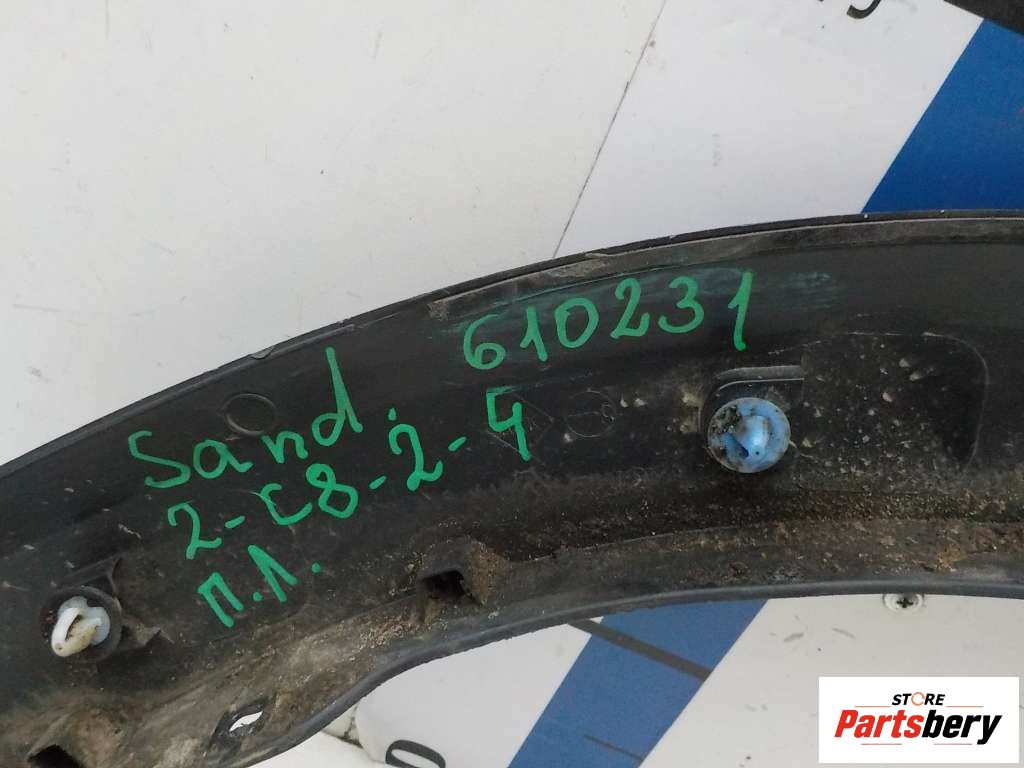 610231
Sand.
2-C8-2-4
П.Л.
STORE
Partsbery